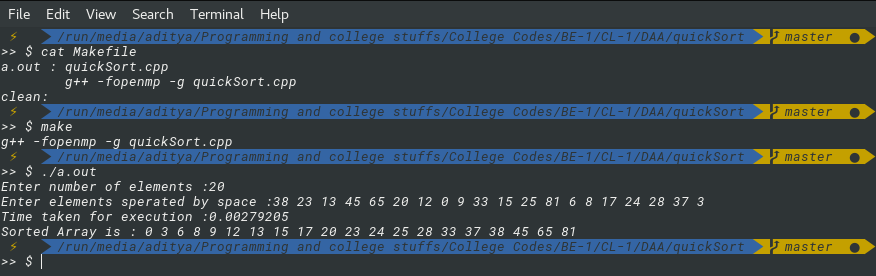 File Edit View Search Terminal Help
⚡ /run/media/aditya/Programming and college stuffs/College Codes/BE-1/CL-1/DAA/quickSort master ●
>> $ cat Makefile
a.out : quickSort.cpp
        g++ -fopenmp -g quickSort.cpp
clean:
⚡ /run/media/aditya/Programming and college stuffs/College Codes/BE-1/CL-1/DAA/quickSort master ●
>> $ make
g++ -fopenmp -g quickSort.cpp
⚡ /run/media/aditya/Programming and college stuffs/College Codes/BE-1/CL-1/DAA/quickSort master ●
>> $ ./a.out
Enter number of elements :20
Enter elements sperated by space :38 23 13 45 65 20 12 0 9 33 15 25 81 6 8 17 24 28 37 3
Time taken for execution :0.00279205
Sorted Array is : 0 3 6 8 9 12 13 15 17 20 23 24 25 28 33 37 38 45 65 81
⚡ /run/media/aditya/Programming and college stuffs/College Codes/BE-1/CL-1/DAA/quickSort master ●
>> $